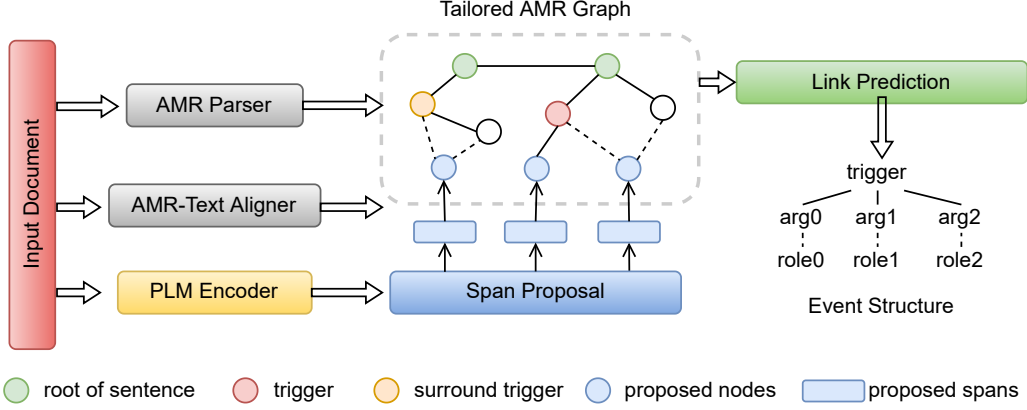 Tailored AMR Graph
Input Document
AMR Parser
AMR-Text Aligner
PLM Encoder
Span Proposal
Link Prediction
trigger
arg0 arg1 arg2
role0 role1 role2
Event Structure
root of sentence trigger surround trigger proposed nodes proposed spans